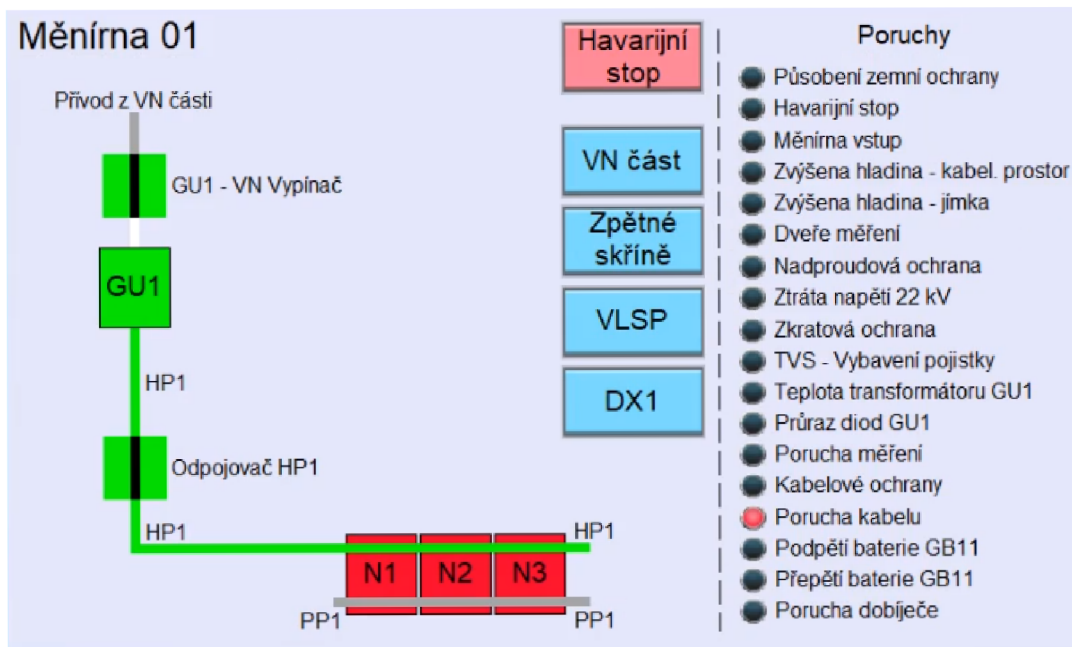 Měnírna 01
Přívod z VN části
GU1 - VN Vypínač
GU1
HP1
Odpojovač HP1
HP1
HP1
N1 N2 N3
PP1
PP1
Havarijní
stop
VN část
Zpětné
skříně
VLSP
DX1
Poruchy
Působení zemní ochrany
Havarijní stop
Měnírna vstup
Zvýšena hladina - kabel. prostor
Zvýšena hladina - jímka
Dveře měření
Nadproudová ochrana
Ztráta napětí 22 kV
Zkratová ochrana
TVS - Vybavení pojistky
Teplota transformátoru GU1
Průraz diod GU1
Porucha měření
Kabelové ochrany
Porucha kabelu
Podpětí baterie GB11
Přepětí baterie GB11
Porucha dobíječe